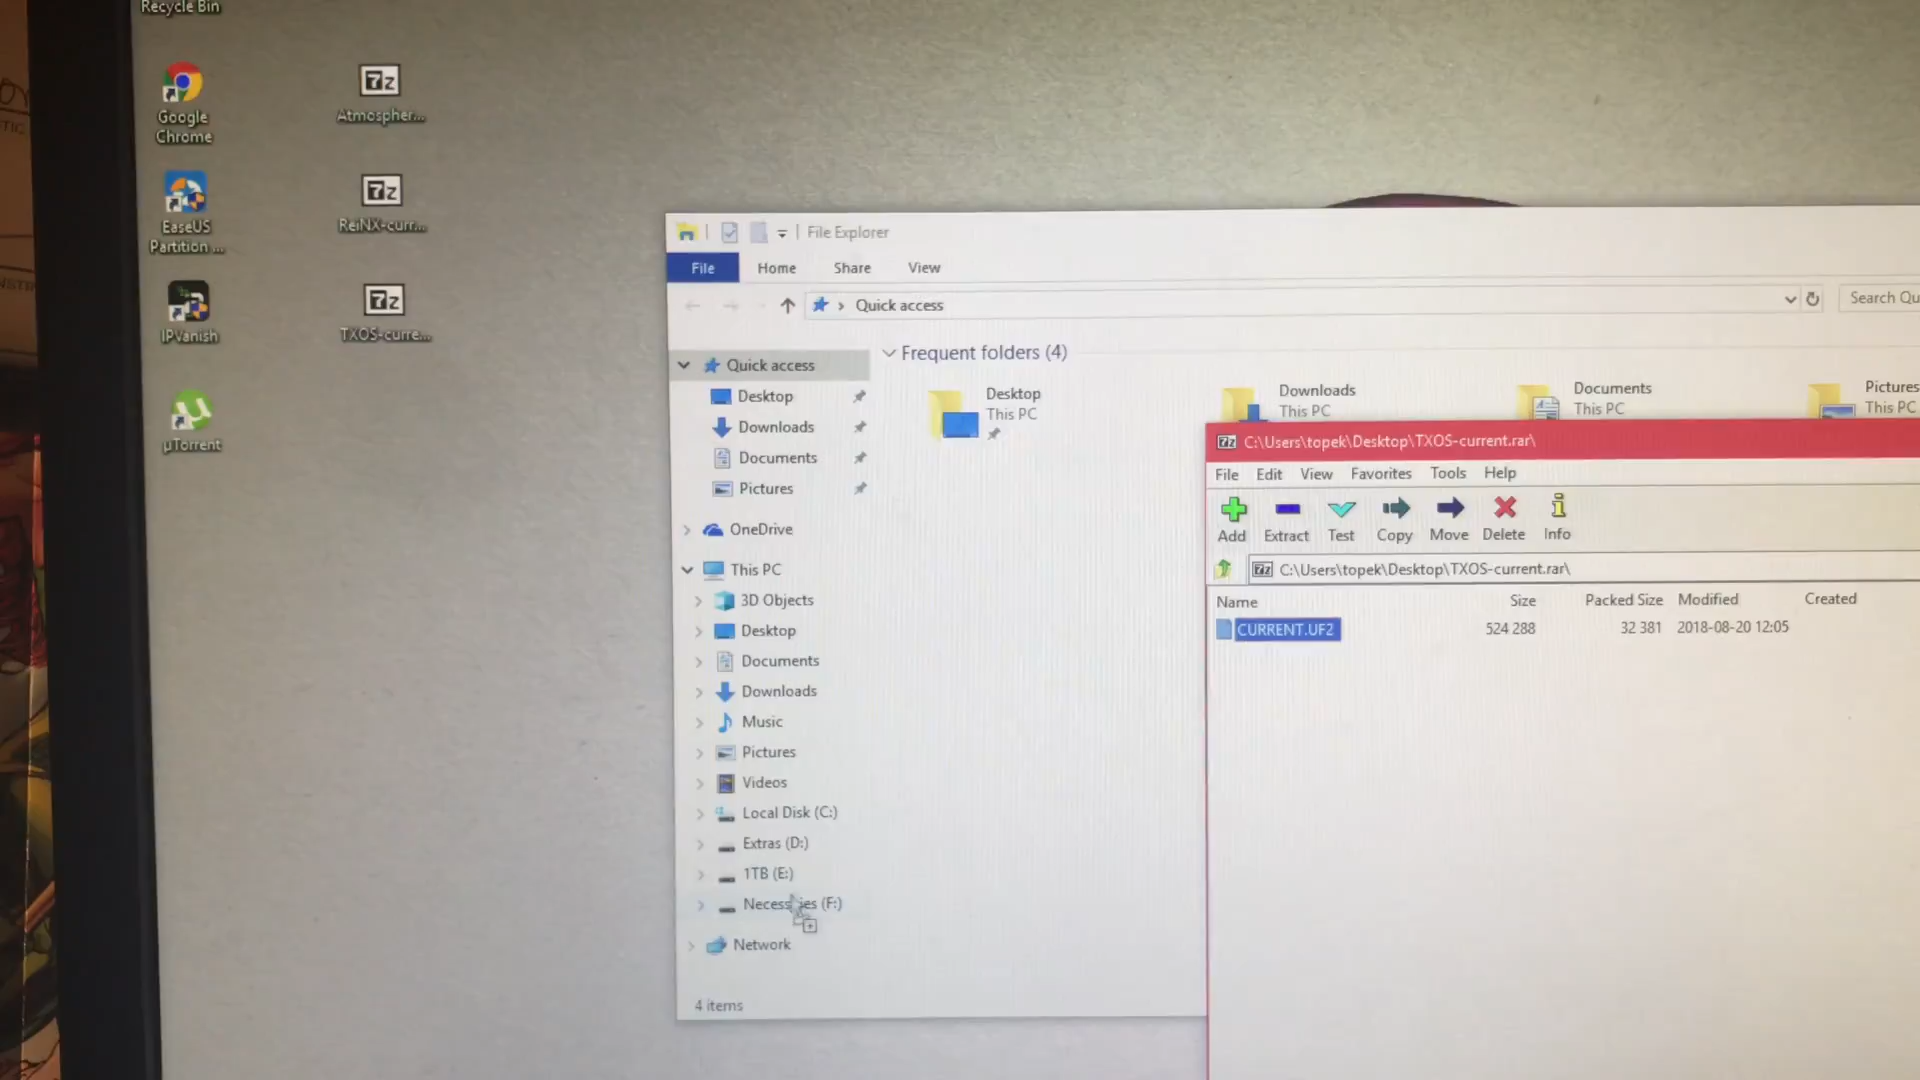 Recycle Bin
Google
Chrome
Atmospher...
EaseUS
Partition ...
ReiNX-curr...
IPVanish
TXOS-curre...
µTorrent
File Explorer
File Home Share View
Quick access
Search Qu
Quick access
Desktop
Downloads
Documents
Pictures
OneDrive
This PC
3D Objects
Desktop
Documents
Downloads
Music
Pictures
Videos
Local Disk (C:)
Extras (D:)
1TB (E:)
(F:)
Network
4 items
Frequent folders (4)
Desktop
This PC
Downloads
This PC
Documents
This PC
Pictures
This PC
7z C:\Users\topek\Desktop\TXOS-current.rar\
File Edit View Favorites Tools Help
Add Extract Test Copy Move Delete Info
7z C:\Users\topek\Desktop\TXOS-current.rar\
Name Size Packed Size Modified Created
CURRENT.UF2 524 288 32 381 2018-08-20 12:05